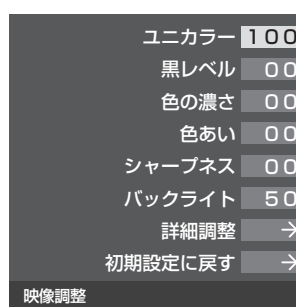 ユニカラー 100
黒レベル 00
色の濃さ 00
色あい 00
シャープネス 00
バックライト 50
詳細調整 →
初期設定に戻す →
映像調整